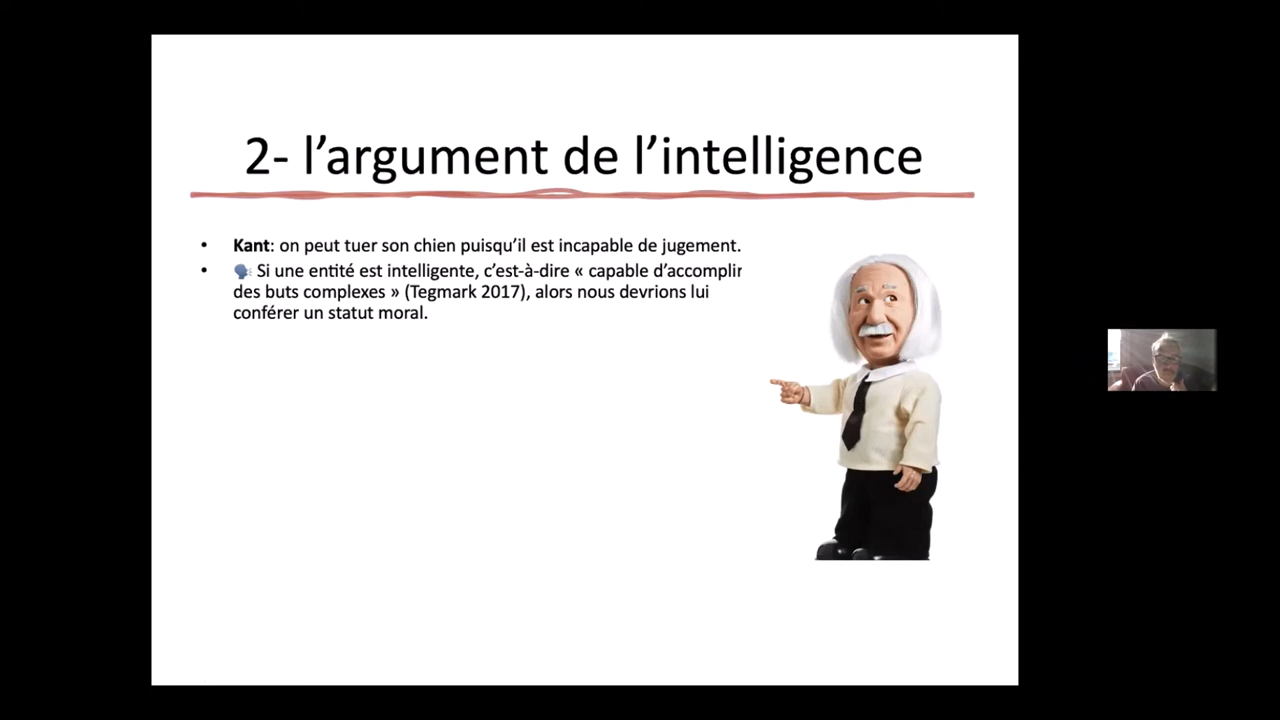 2- l’argument de l’intelligence
• Kant: on peut tuer son chien puisqu’il est incapable de jugement.
• 🗣 Si une entité est intelligente, c’est-à-dire « capable d’accomplir
des buts complexes » (Tegmark 2017), alors nous devrions lui
conférer un statut moral.